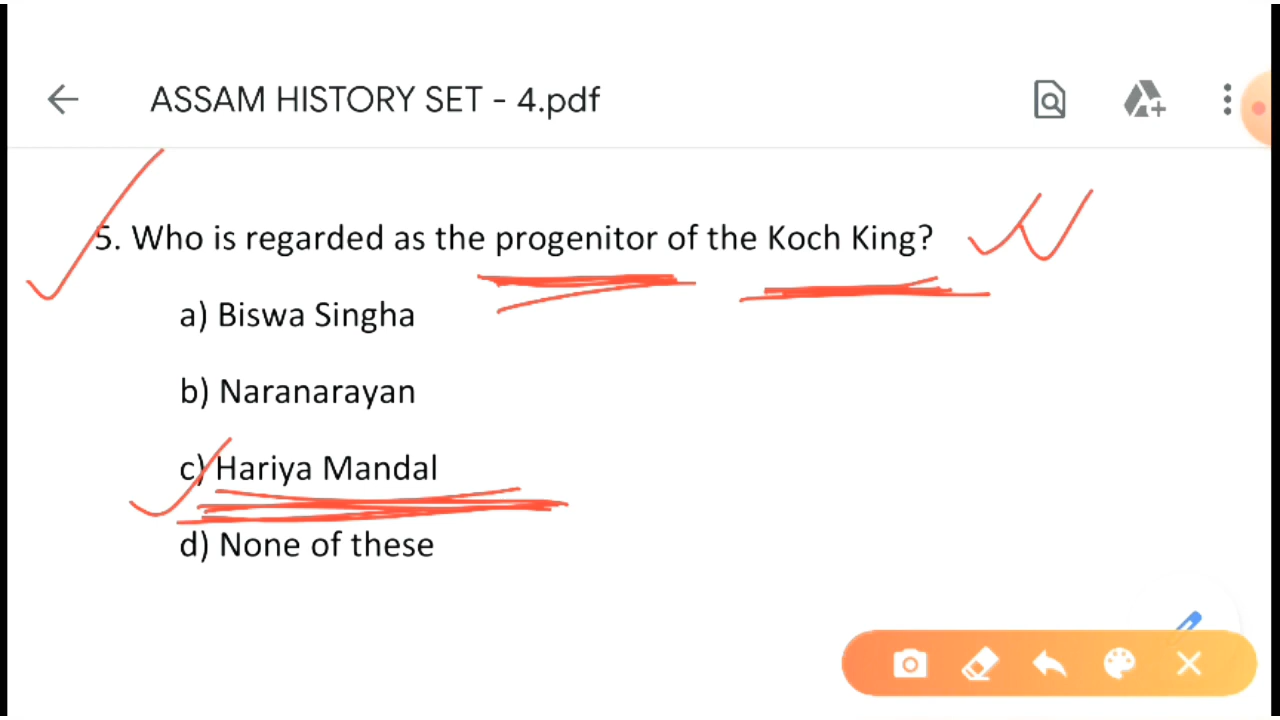 ASSAM HISTORY SET - 4.pdf
5. Who is regarded as the progenitor of the Koch King?
a) Biswa Singha
b) Naranarayan
c) Hariya Mandal
d) None of these